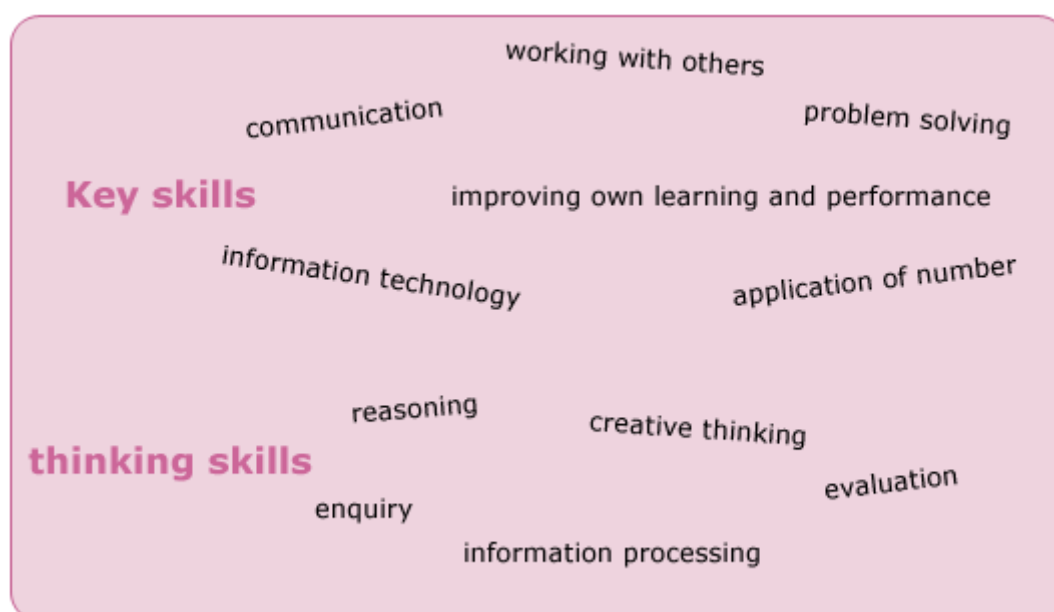 working with others
communication
problem solving
Key skills
improving own learning and performance
information technology
application of number
reasoning
creative thinking
thinking skills
evaluation
enquiry
information processing